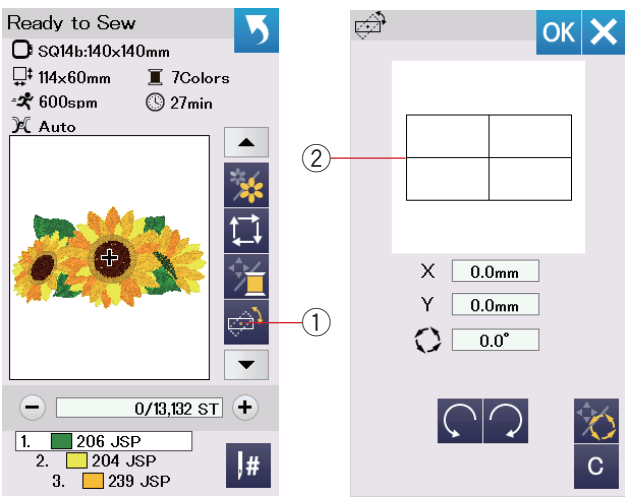 Ready to Sew
SQ14b:140x140mm
114x60mm 7Colors
600spm 27min
Auto
1
0/13,132 ST
1. 206 JSP
2. 204 JSP
3. 239 JSP
#
OK
2
X 0.0mm
Y 0.0mm
0.0°
C